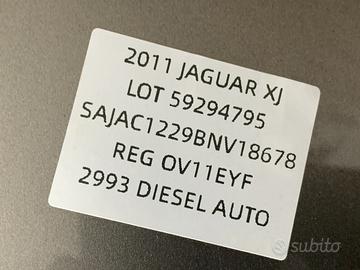 2011 JAGUAR XJ
LOT 59294795
SAJAC1229BNV18678
REG OV11EYF
2993 DIESEL AUTO
subito